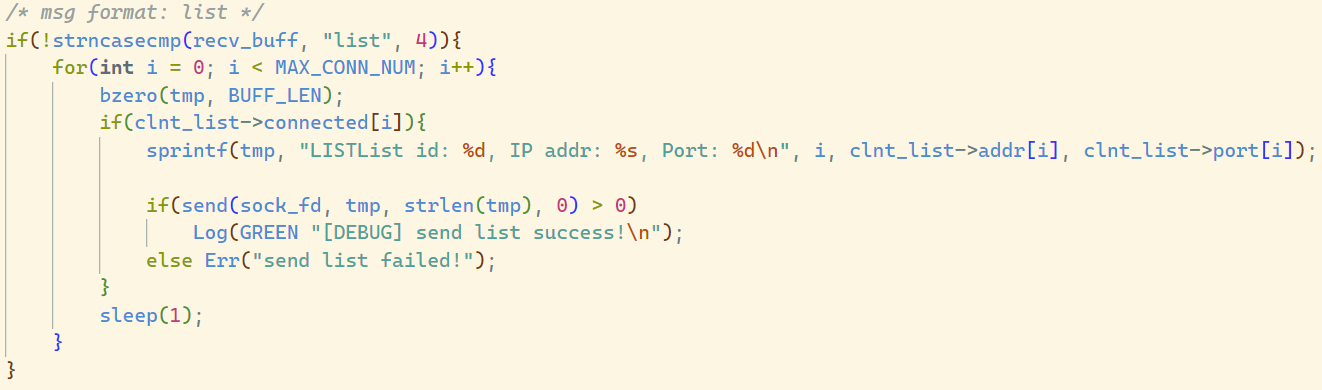 /* msg format: list */
if(!strncasecmp(recv_buff, "list", 4)){
    for(int i = 0; i < MAX_CONN_NUM; i++){
        bzero(tmp, BUFF_LEN);
        if(clnt_list->connected[i]){
            sprintf(tmp, "LISTList id: %d, IP addr: %s, Port: %d\n", i, clnt_list->addr[i], clnt_list->port[i]);

            if(send(sock_fd, tmp, strlen(tmp), 0) > 0)
                Log(GREEN "[DEBUG] send list success!\n");
            else Err("send list failed!");
        }
        sleep(1);
    }
}